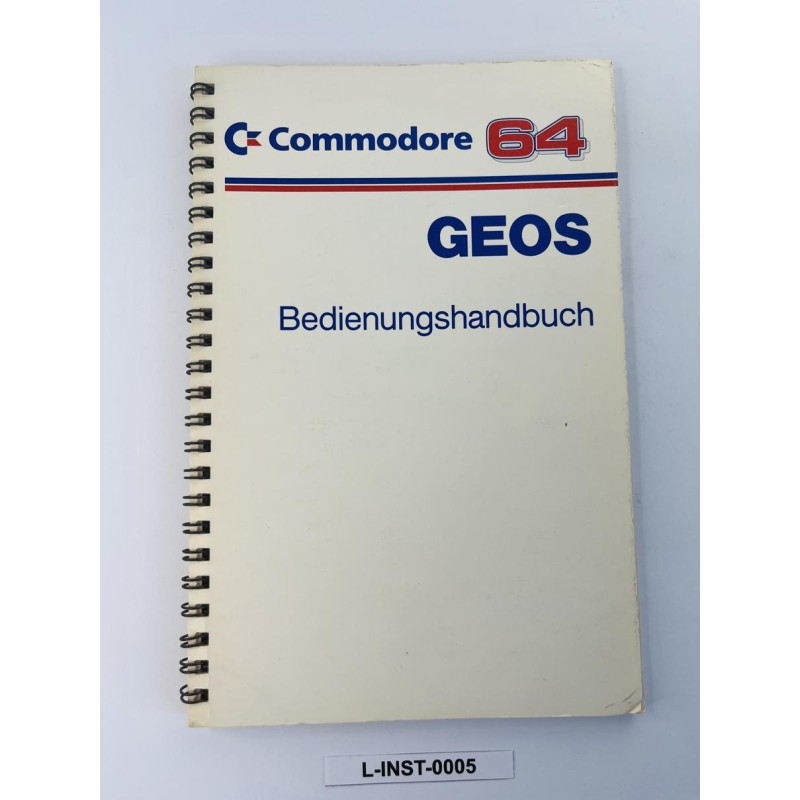 Commodore 64
GEOS
Bedienungshandbuch
L-INST-0005